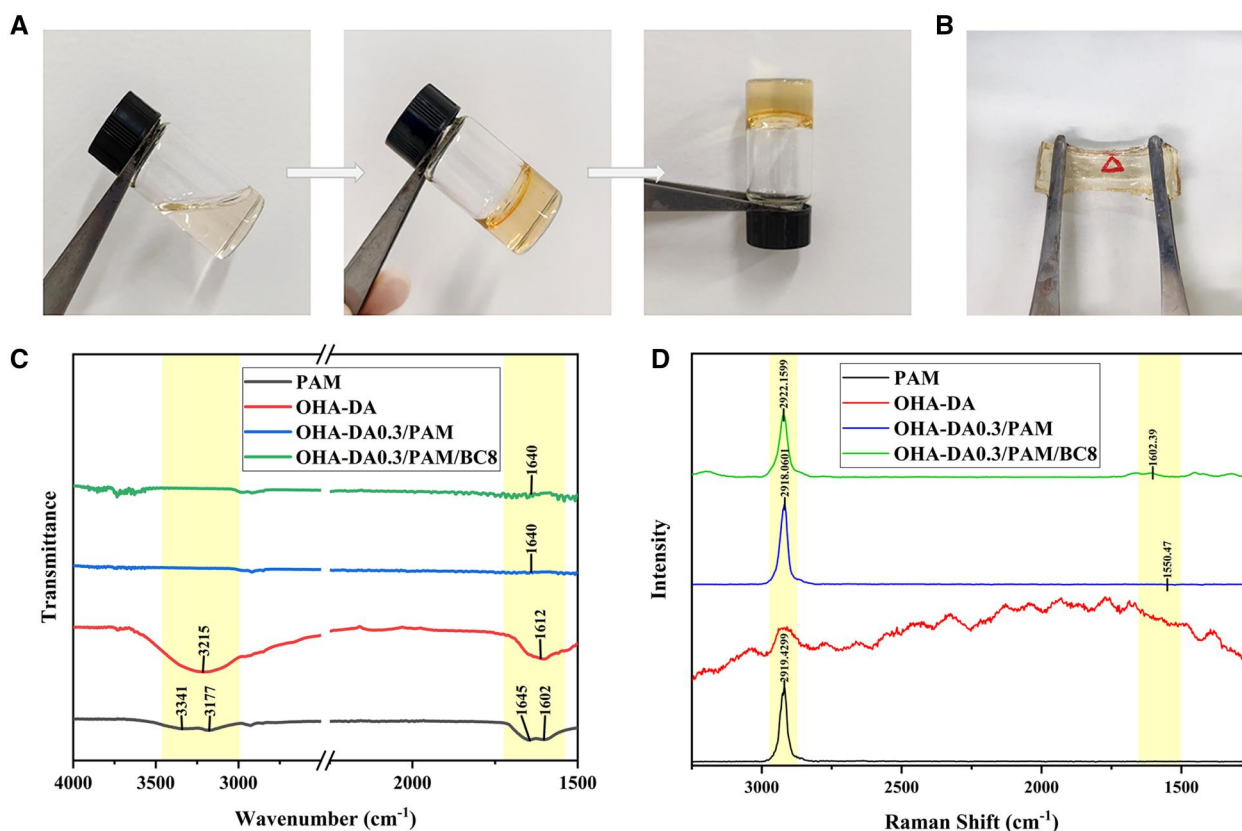 A
B
C
PAM
OHA-DA
OHA-DA0.3/PAM
OHA-DA0.3/PAM/BC8
1640
1640
3215
1612
3341
3177
1645
1602
Transmittance
4000
3000
2000
1500
Wavenumber (cm⁻¹)
D
PAM
OHA-DA
OHA-DA0.3/PAM
OHA-DA0.3/PAM/BC8
2922.1599
1602.39
2918.0601
1550.47
2919.4299
Intensity
3000
2500
2000
1500
Raman Shift (cm⁻¹)